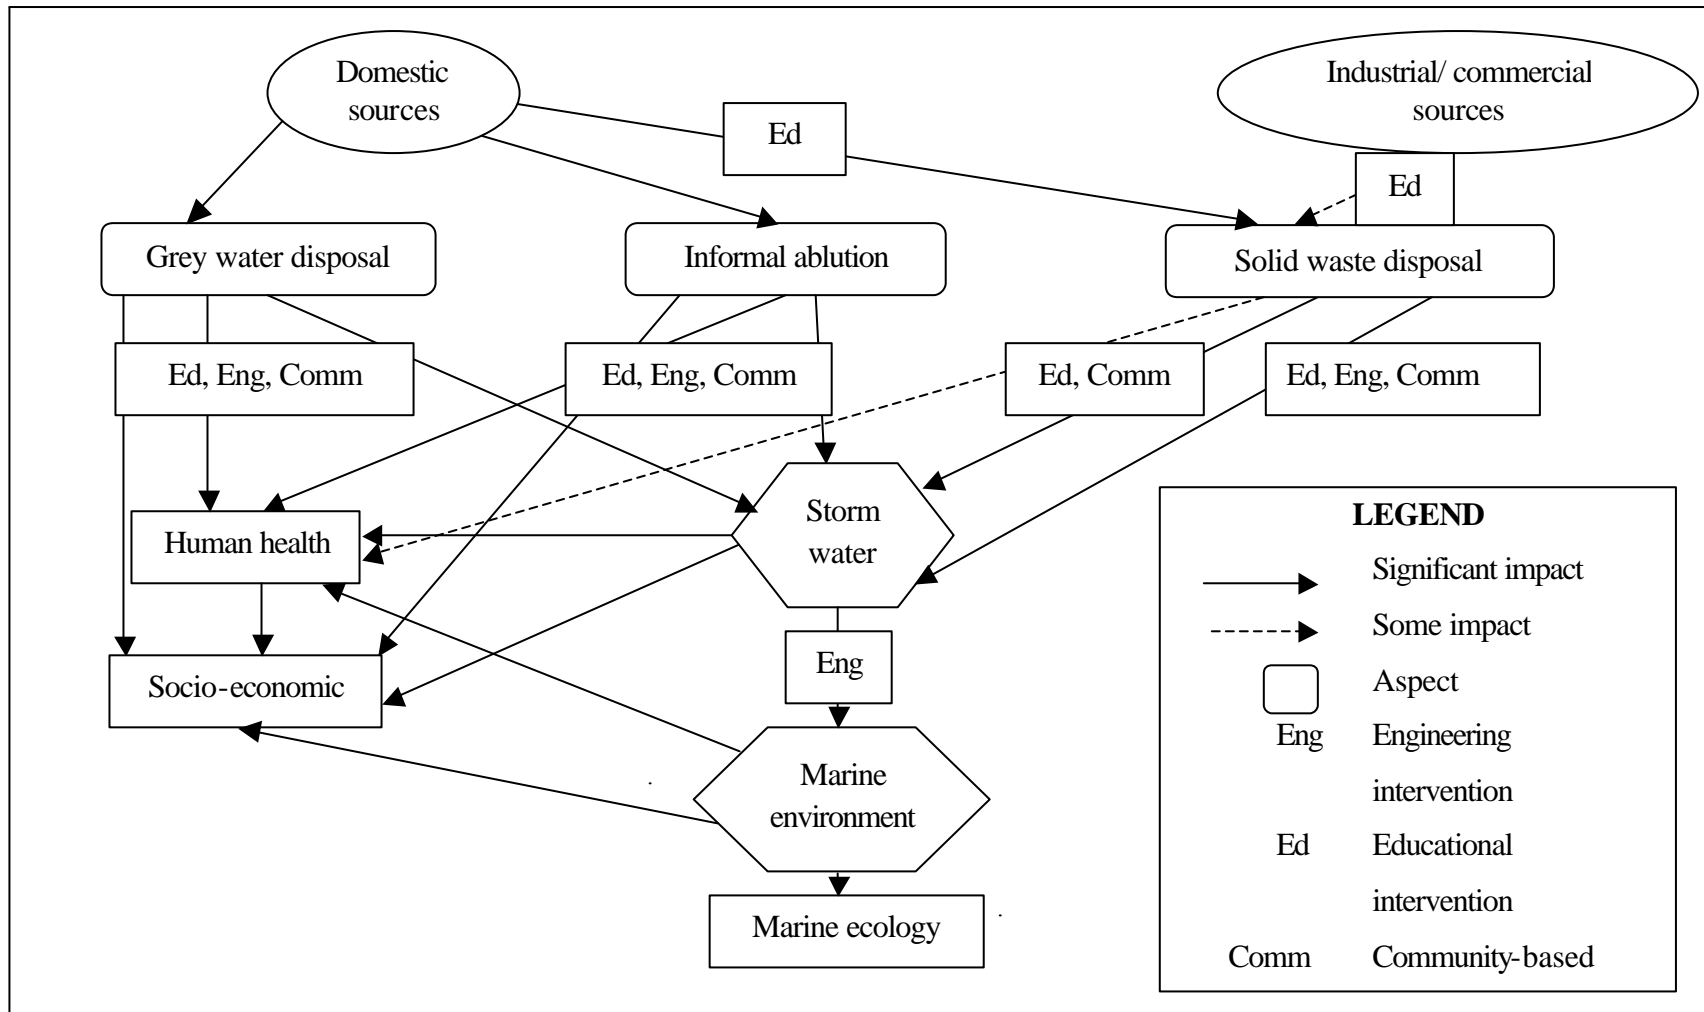 Domestic
sources
Industrial/ commercial
sources
Ed
Ed
Grey water disposal
Informal ablution
Solid waste disposal
Ed, Eng, Comm
Ed, Eng, Comm
Ed, Comm
Ed, Eng, Comm
Human health
Storm
water
Socio-economic
Eng
Marine
environment
Marine ecology
LEGEND
Significant impact
Some impact
Aspect
Eng Engineering
intervention
Ed Educational
intervention
Comm Community-based